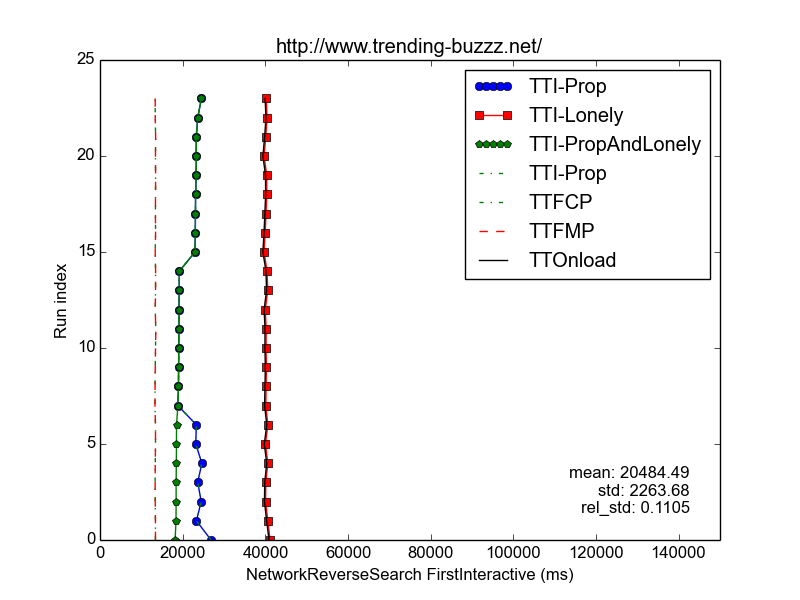 http://www.trending-buzzz.net/
25
20
15
10
5
0
Run index
TTI-Prop
TTI-Lonely
TTI-PropAndLonely
TTI-Prop
TTFCP
TTFMP
TTOnload
mean: 20484.49
std: 2263.68
rel_std: 0.1105
0 20000 40000 60000 80000 100000 120000 140000
NetworkReverseSearch FirstInteractive (ms)